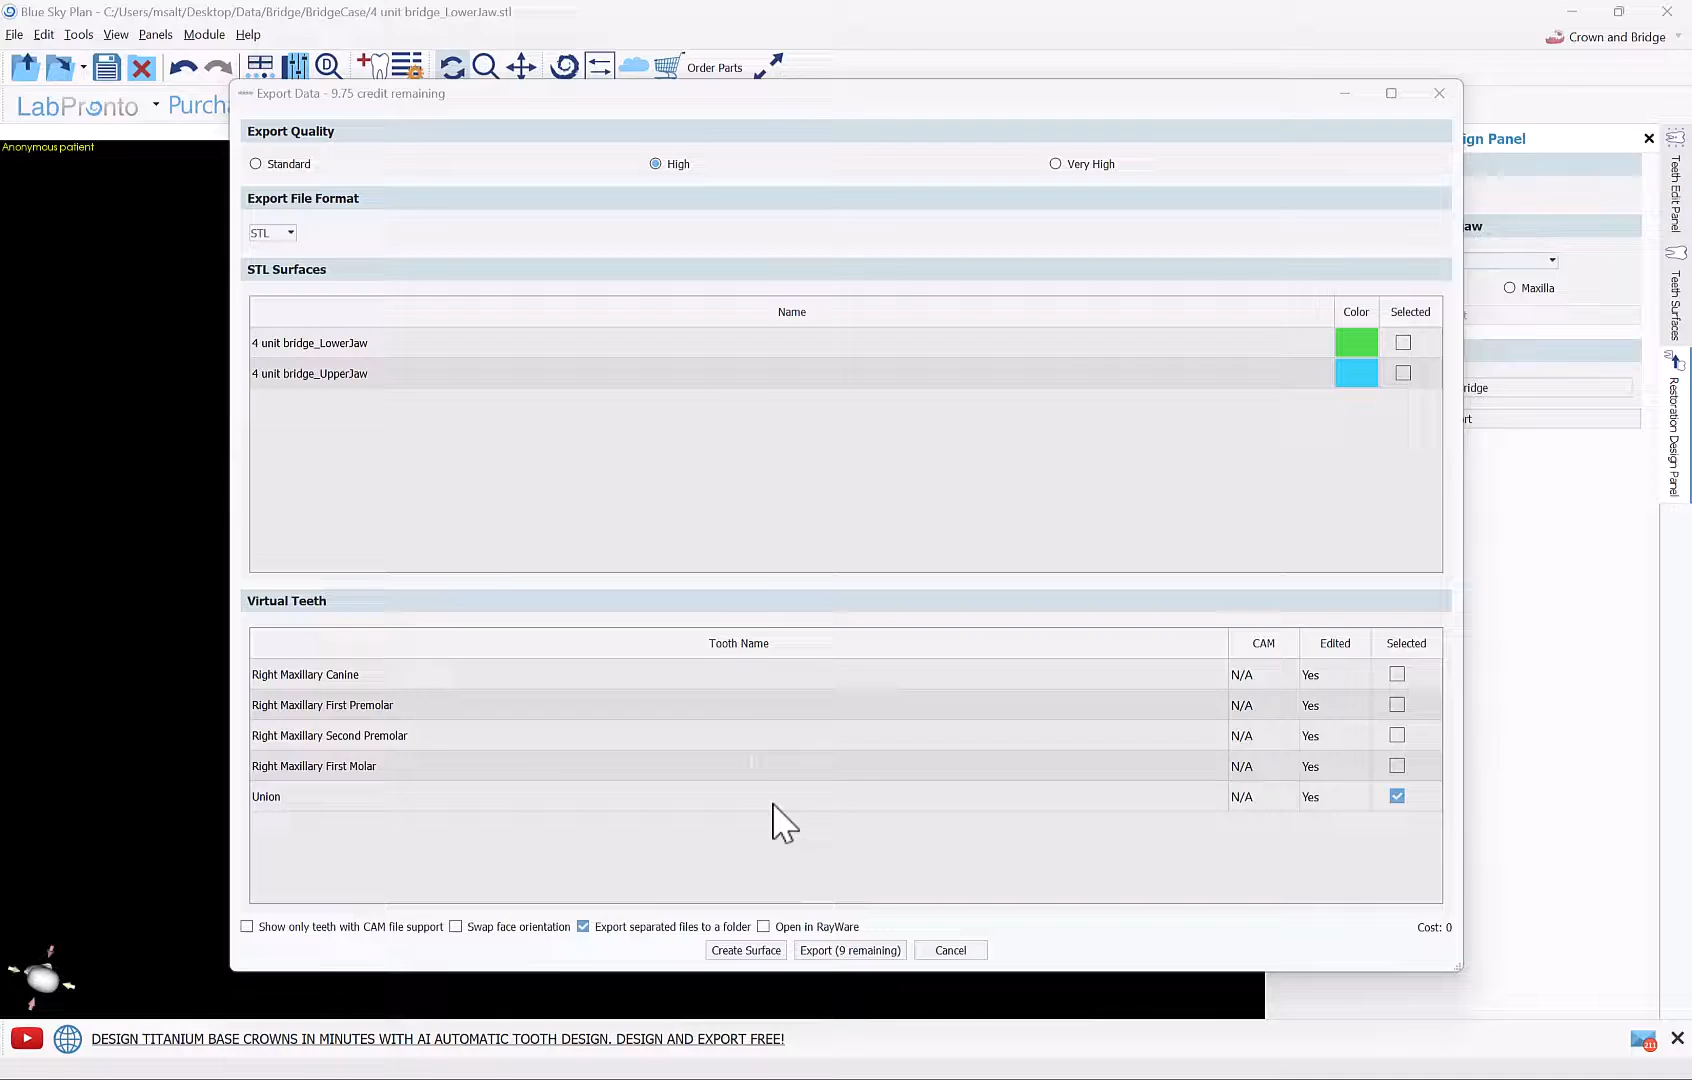 Blue Sky Plan - C:/Users/msalt/Desktop/Data/Bridge/BridgeCase/4 unit bridge_LowerJaw.stl
File Edit Tools View Panels Module Help
Crown and Bridge
Order Parts
LabPronto Purcha
Anonymous patient
Export Data - 9.75 credit remaining
Export Quality
Standard High Very High
Export File Format
STL
STL Surfaces
Name Color Selected
4 unit bridge_LowerJaw
4 unit bridge_UpperJaw
Virtual Teeth
Tooth Name CAM Edited Selected
Right Maxillary Canine N/A Yes
Right Maxillary First Premolar N/A Yes
Right Maxillary Second Premolar N/A Yes
Right Maxillary First Molar N/A Yes
Union N/A Yes
Show only teeth with CAM file support Swap face orientation Export separated files to a folder Open in RayWare Cost: 0
Create Surface Export (9 remaining) Cancel
ign Panel
aw
Maxilla
t
ridge
rt
Teeth Edit Panel
Teeth Surfaces
Restoration Design Panel
DESIGN TITANIUM BASE CROWNS IN MINUTES WITH AI AUTOMATIC TOOTH DESIGN. DESIGN AND EXPORT FREE!
211